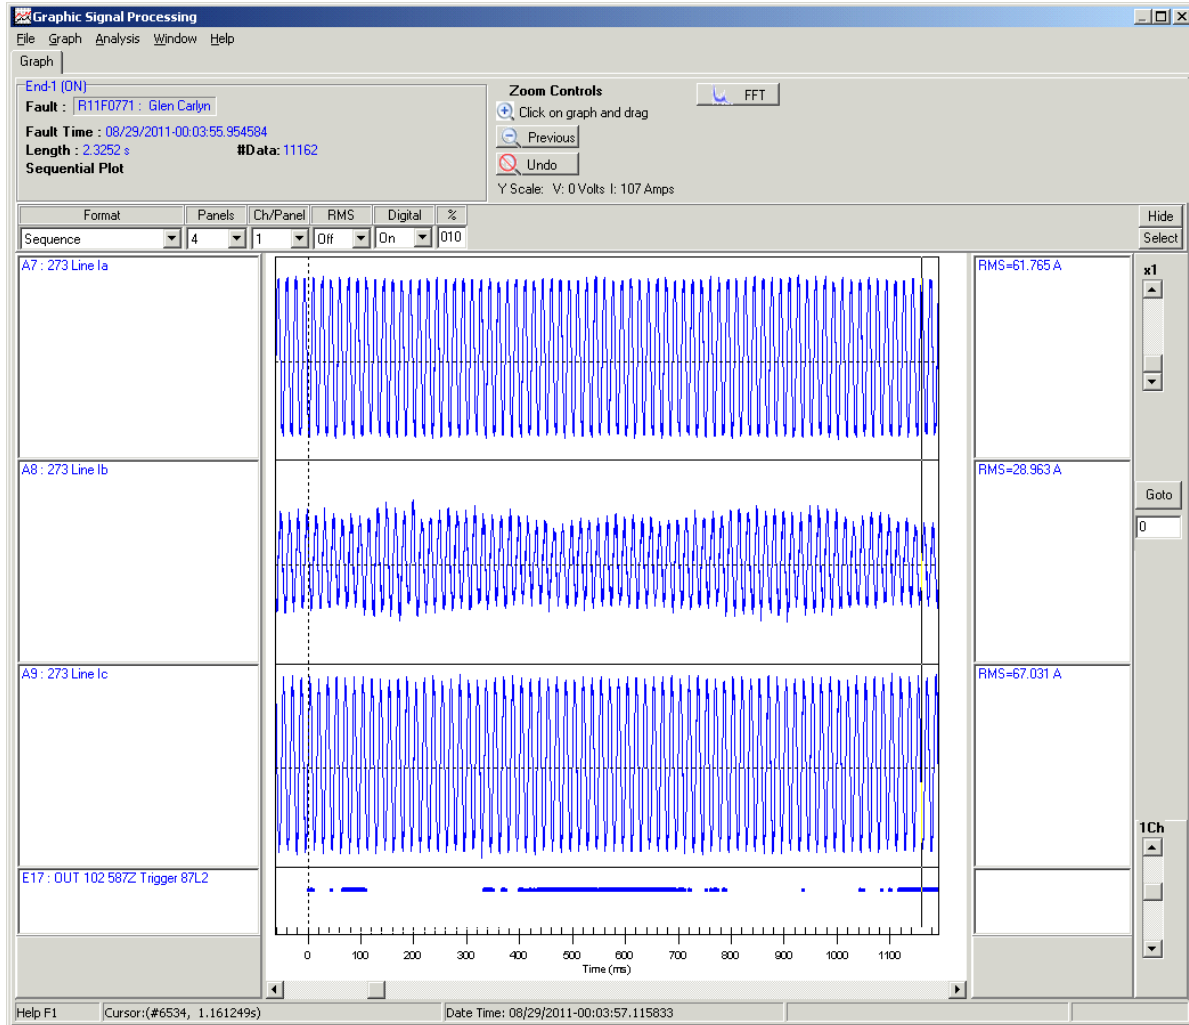 Graphic Signal Processing
File Graph Analysis Window Help
Graph
End-1 (ON)
Fault : R11F0771 : Glen Carlyn
Fault Time : 08/29/2011-00:03:55.954584
Length : 2.3252 s #Data: 11162
Sequential Plot
Zoom Controls
Click on graph and drag
Previous
Undo
Y Scale: V: 0 Volts I: 107 Amps
FFT
Format Panels Ch/Panel RMS Digital % Hide
Sequence 4 1 Off On 010 Select
A7 : 273 Line Ia RMS=61.765 A x1
A8 : 273 Line Ib RMS=28.963 A
Goto
0
A9 : 273 Line Ic RMS=67.031 A
1Ch
E17 : OUT 102 587Z Trigger 87L2
0 100 200 300 400 500 600 700 800 900 1000 1100
Time (ms)
Help F1 Cursor:(#6534, 1.161249s) Date Time: 08/29/2011-00:03:57.115833